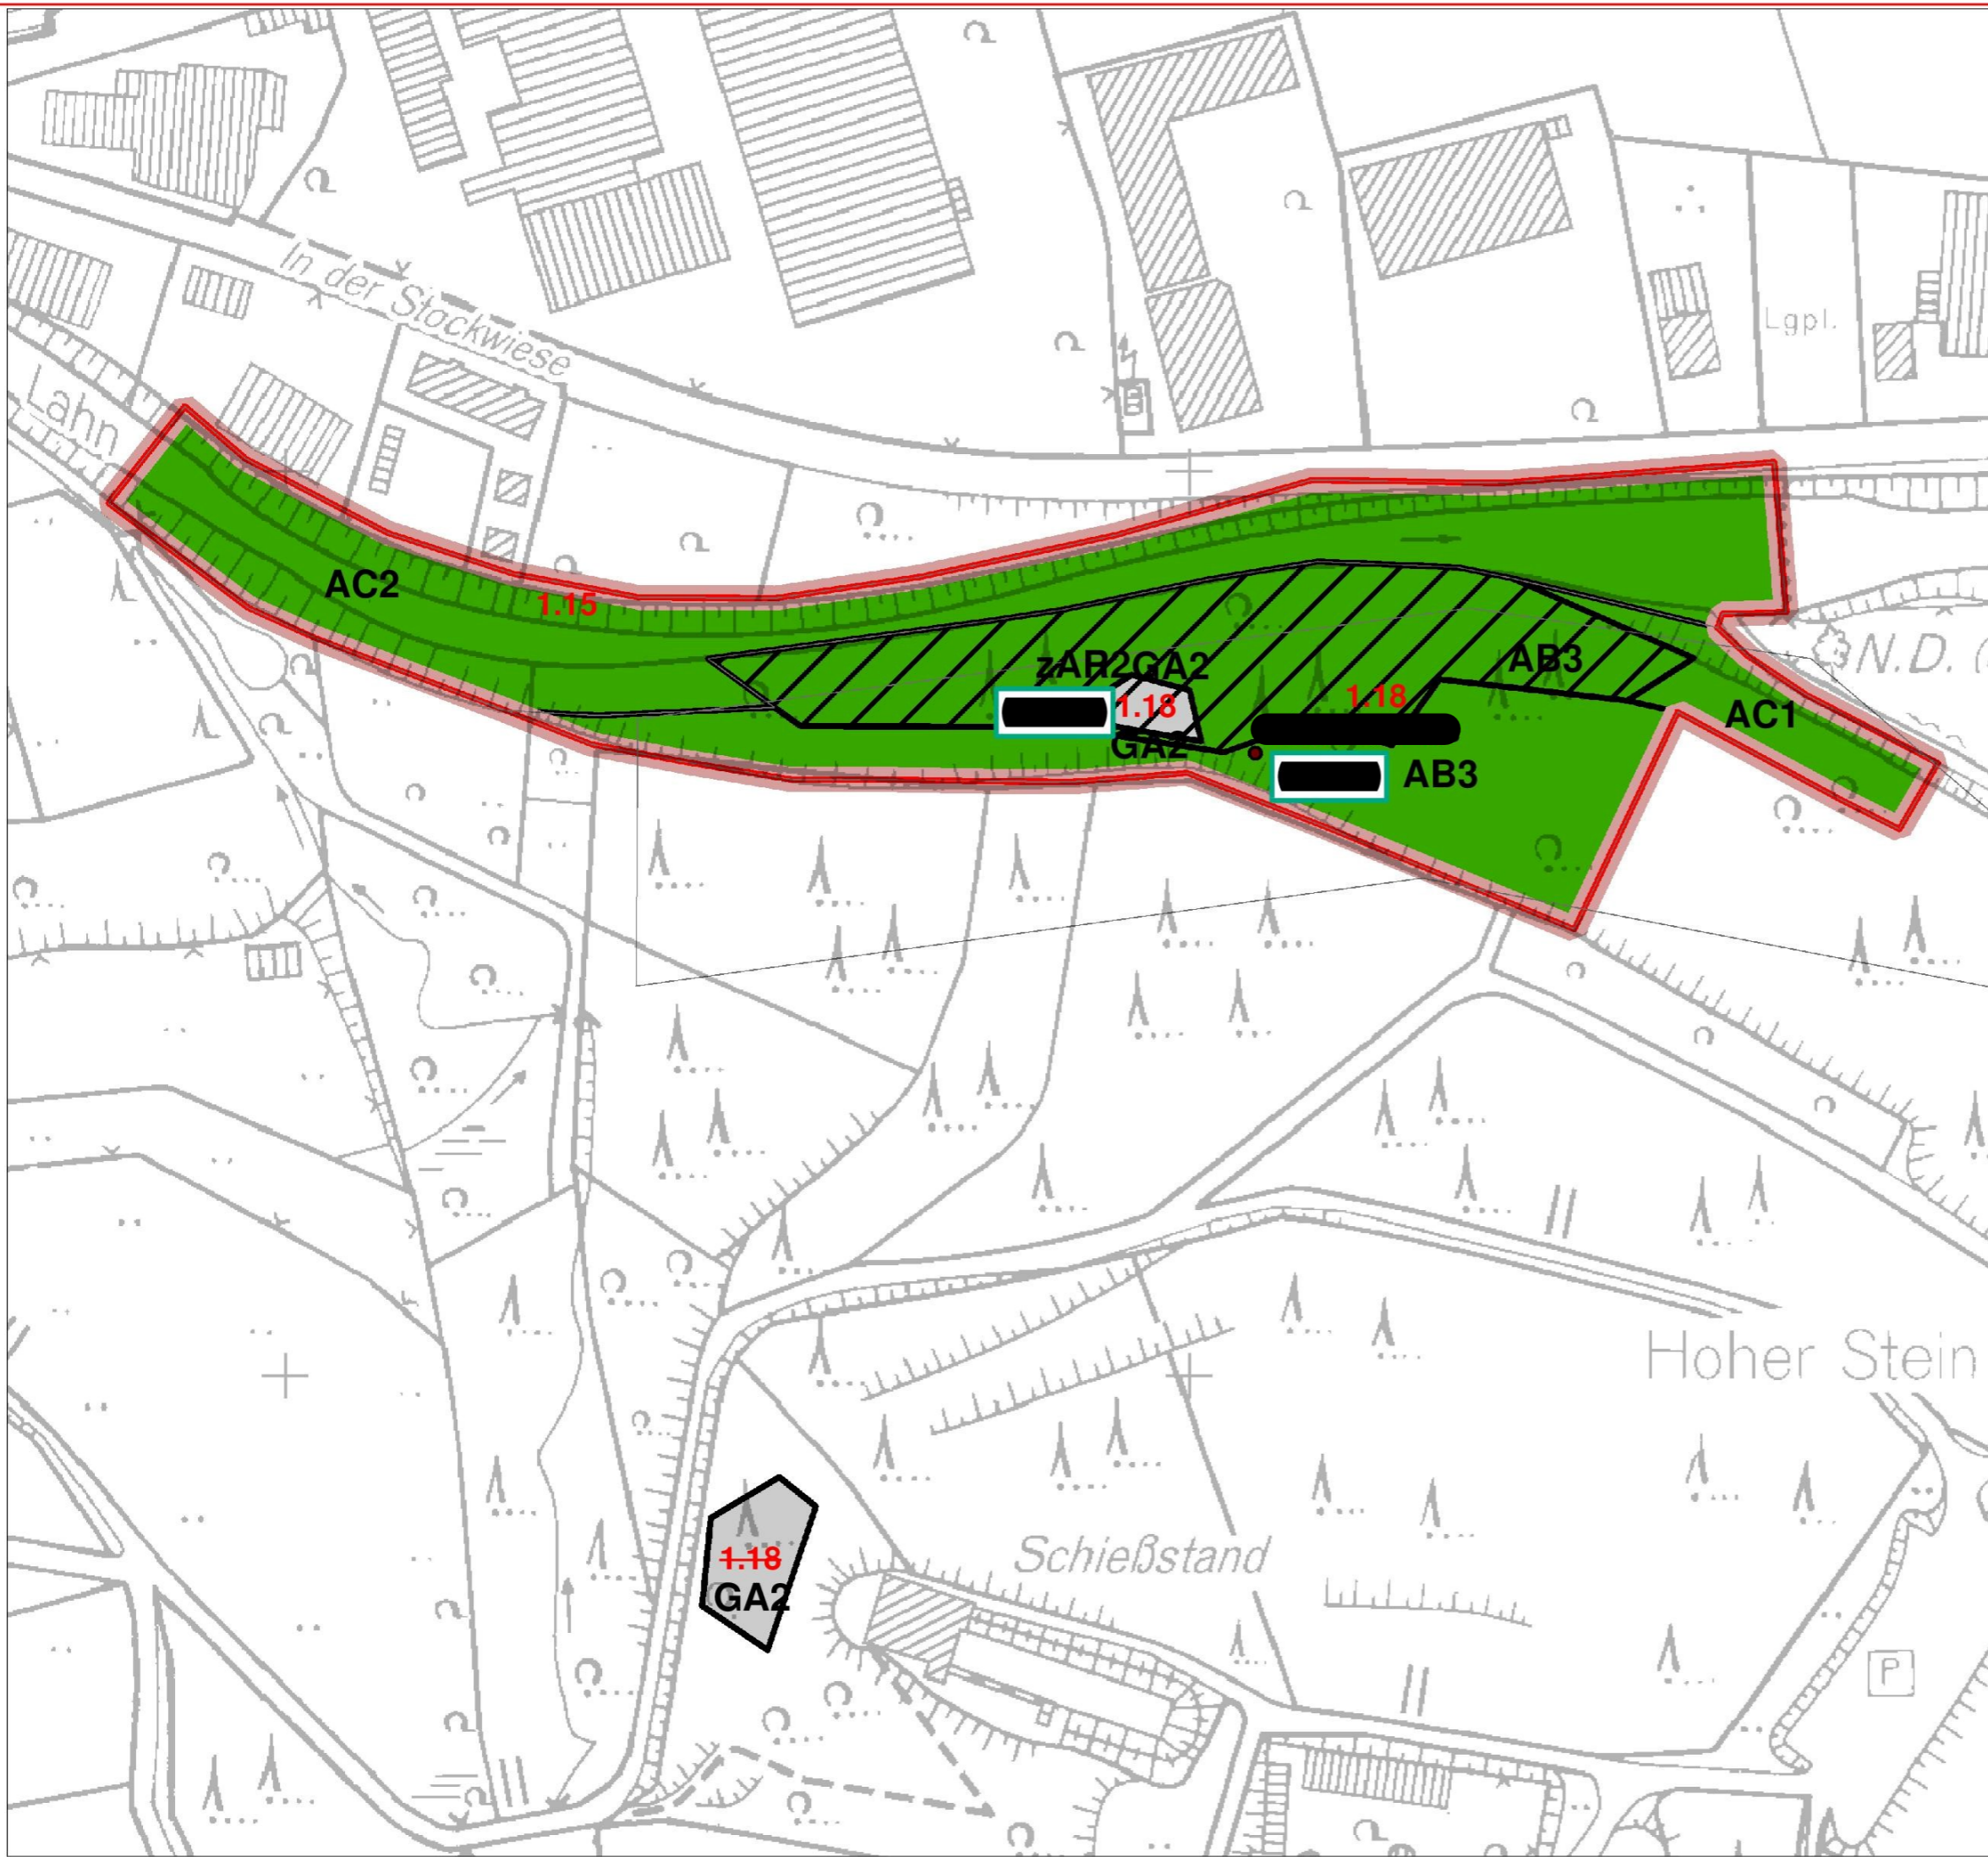 In der Stockwiese
Lgpl.
Lahn
AC2
1.15
N.D. (
zAR2GA2
AB3
1.18
1.18
AC1
GA2
AB3
Hoher Stein
Schießstand
1.18
GA2
P